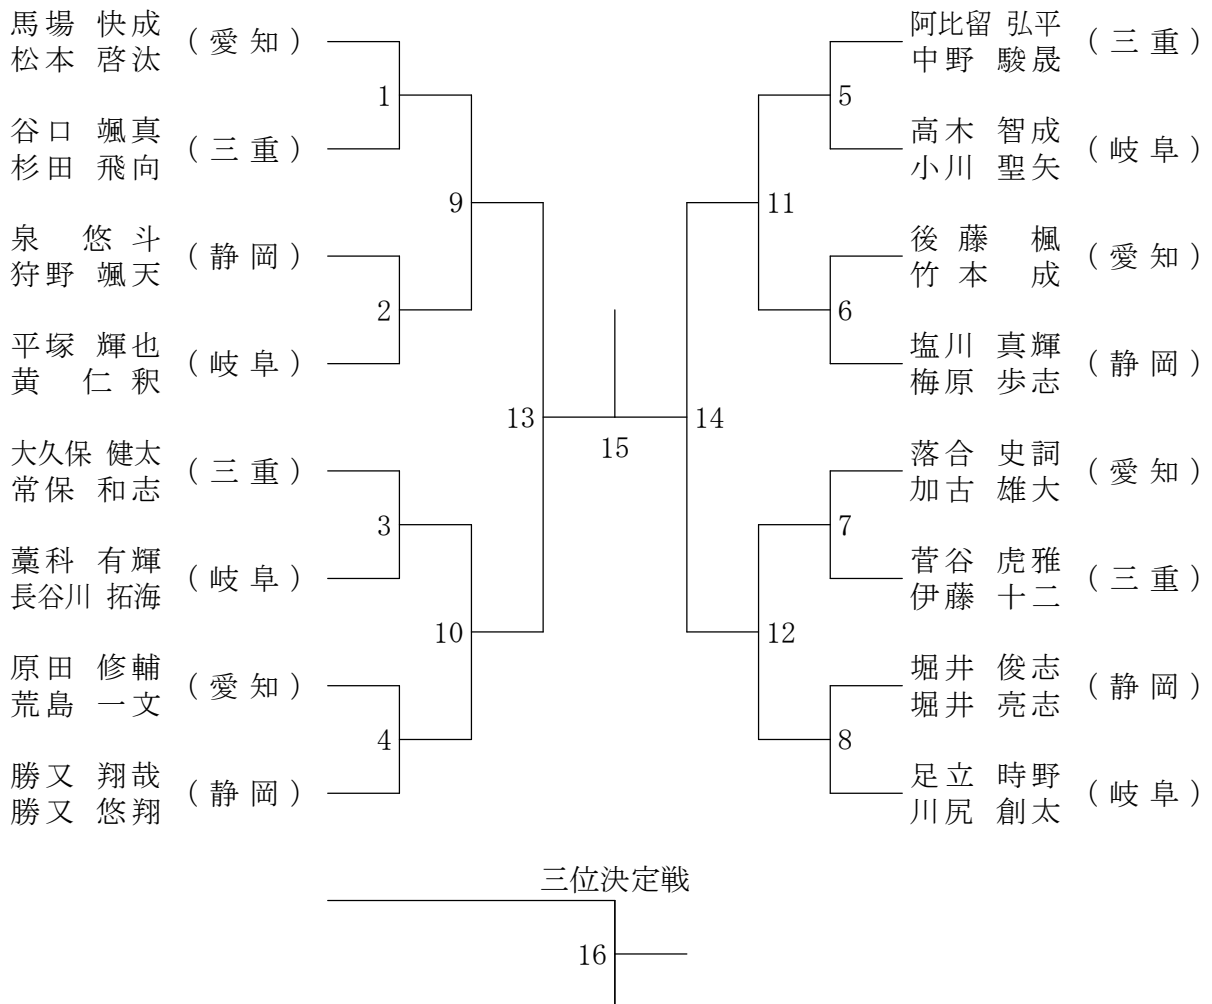 馬場 快成
松本 啓汰
(愛知)
1
谷口 颯真
杉田 飛向
(三重)
9
泉 悠斗
狩野 颯天
(静岡)
2
平塚 輝也
黄 仁釈
(岐阜)
13
大久保 健太
常保 和志
(三重)
3
藁科 有輝
長谷川 拓海
(岐阜)
10
原田 修輔
荒島 一文
(愛知)
4
勝又 翔哉
勝又 悠翔
(静岡)
15
阿比留 弘平
中野 駿晟
(三重)
5
高木 智成
小川 聖矢
(岐阜)
11
後藤 楓
竹本 成
(愛知)
6
塩川 真輝
梅原 歩志
(静岡)
14
落合 史詞
加古 雄大
(愛知)
7
菅谷 虎雅
伊藤 十二
(三重)
12
堀井 俊志
堀井 亮志
(静岡)
8
足立 時野
川尻 創太
(岐阜)
三位決定戦
16